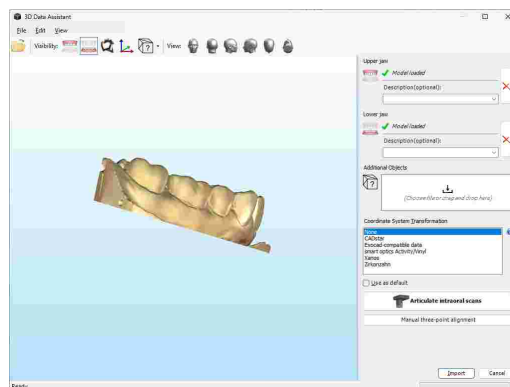 3D Data Assistant
File Edit View
Visibility: View:
Upper jaw
Model loaded
Description(optional):
Lower jaw
Model loaded
Description(optional):
Additional Objects
(Choose file or drag and drop here)
Coordinate System Transformation
None
CADstar
Exocad-compatible data
smart optics Activity/Vinyl
Xanos
Zirkonzahn
Use as default
Articulate intraoral scans
Manual three-point alignment
Import Cancel
Ready